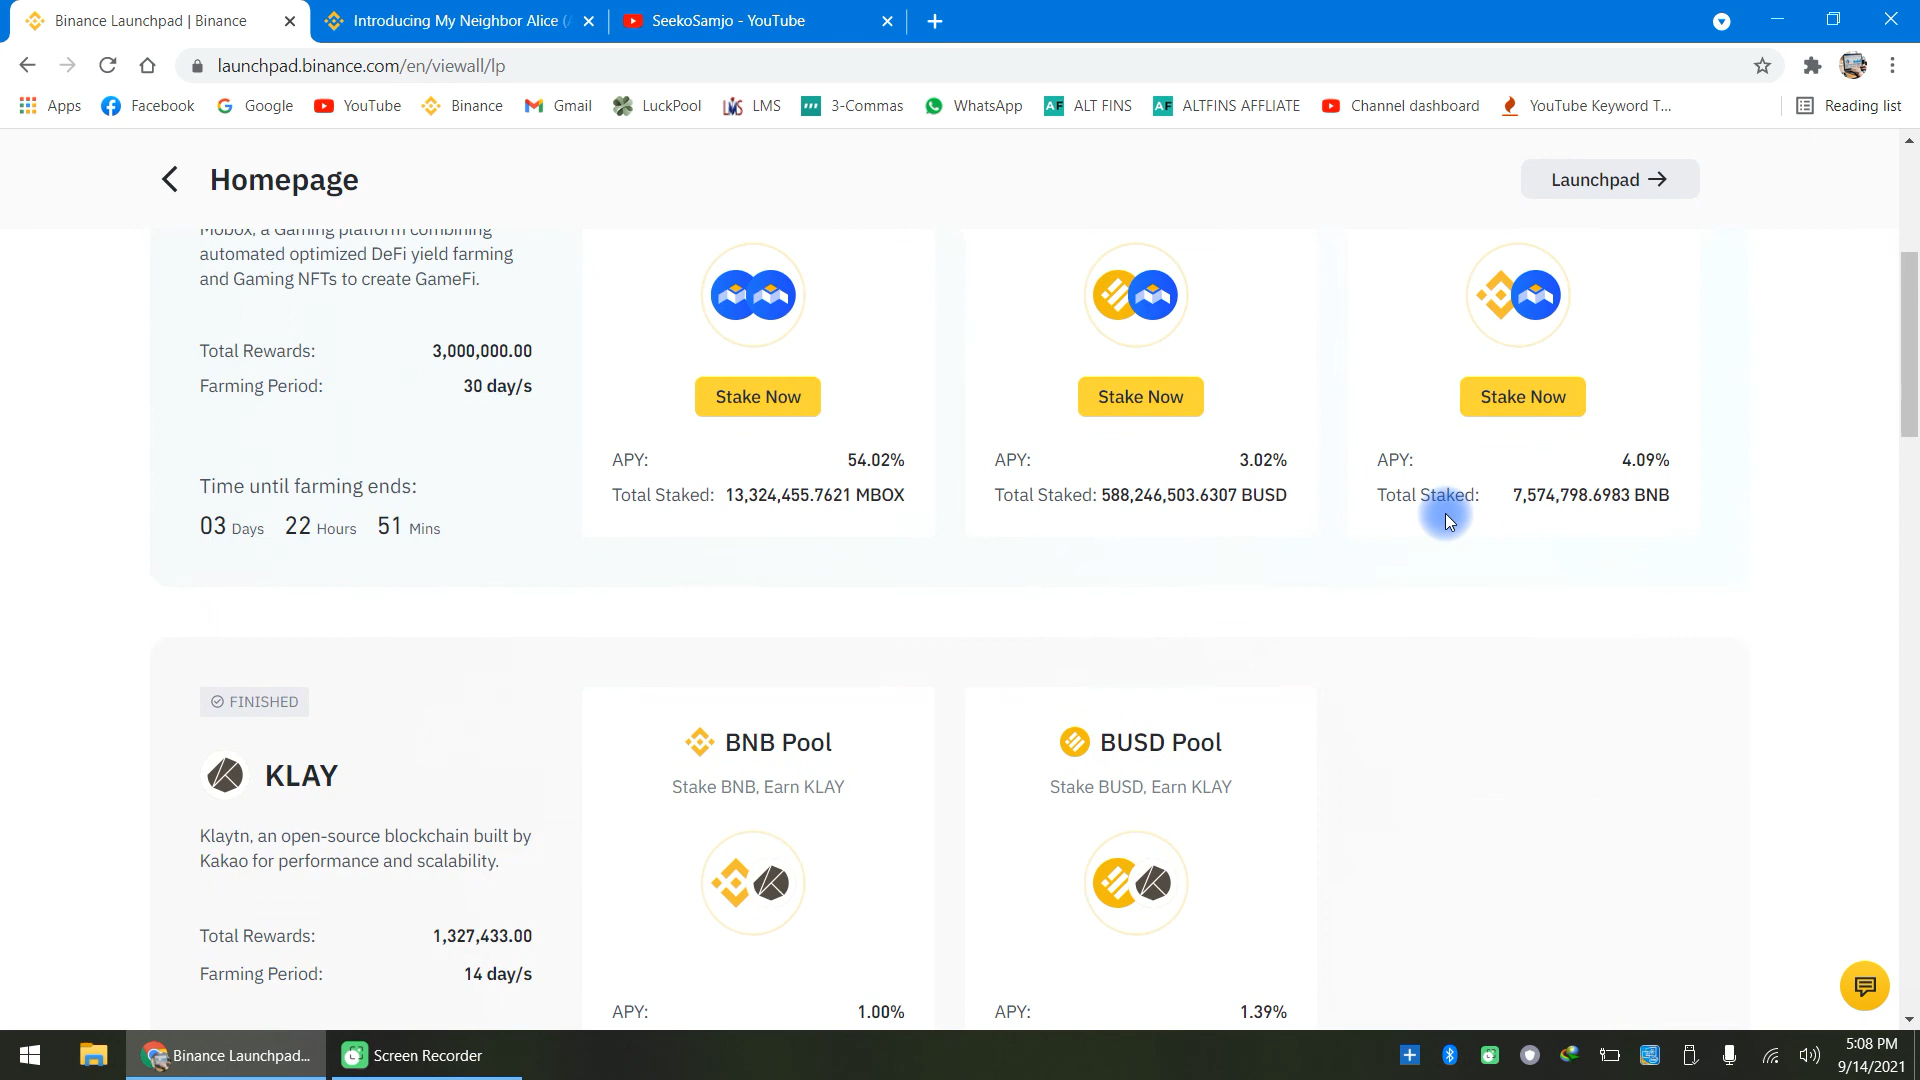 Binance Launchpad | Binance
Introducing My Neighbor Alice (A
SeekoSamjo - YouTube
launchpad.binance.com/en/viewall/lp
Apps
Facebook
Google
YouTube
Binance
Gmail
LuckPool
LMS
3-Commas
WhatsApp
ALT FINS
ALTFINS AFFLIATE
Channel dashboard
YouTube Keyword T...
Reading list
Homepage
Launchpad
Mobox, a Gaming platform combining
automated optimized DeFi yield farming
and Gaming NFTs to create GameFi.
Total Rewards: 3,000,000.00
Farming Period: 30 day/s
Time until farming ends:
03 Days 22 Hours 51 Mins
Stake Now
APY: 54.02%
Total Staked: 13,324,455.7621 MBOX
Stake Now
APY: 3.02%
Total Staked: 588,246,503.6307 BUSD
Stake Now
APY: 4.09%
Total Staked: 7,574,798.6983 BNB
FINISHED
KLAY
Klaytn, an open-source blockchain built by
Kakao for performance and scalability.
Total Rewards: 1,327,433.00
Farming Period: 14 day/s
BNB Pool
Stake BNB, Earn KLAY
APY: 1.00%
BUSD Pool
Stake BUSD, Earn KLAY
APY: 1.39%
Binance Launchpad...
Screen Recorder
5:08 PM
9/14/2021